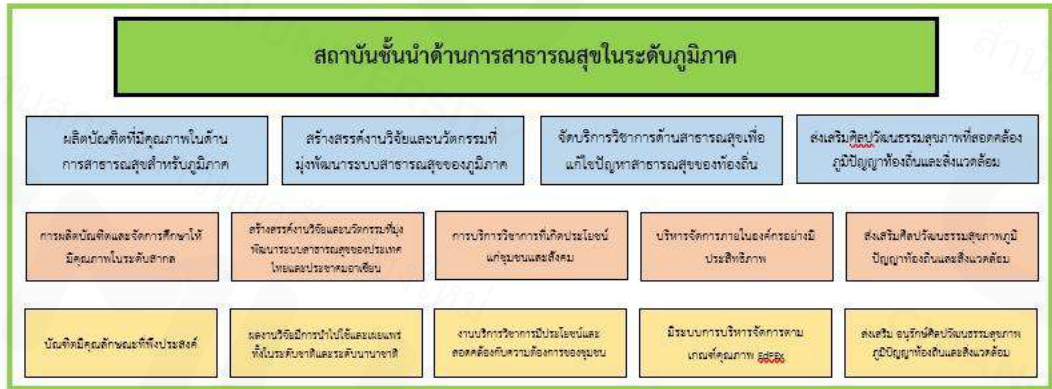 สถาบันชั้นนำด้านการสาธารณสุขในระดับภูมิภาค
ผลิตบัณฑิตที่มีคุณภาพในด้าน
การสาธารณสุขสำหรับภูมิภาค
สร้างสรรค์งานวิจัยและนวัตกรรมที่
มุ่งพัฒนาระบบสาธารณสุขของภูมิภาค
จัดบริการวิชาการด้านสาธารณสุขเพื่อ
แก้ไขปัญหาสาธารณสุขของท้องถิ่น
ส่งเสริมศิลปวัฒนธรรมสุขภาพที่สอดคล้อง
ภูมิปัญญาท้องถิ่นและสิ่งแวดล้อม
การผลิตบัณฑิตและจัดการศึกษาให้
มีคุณภาพในระดับสากล
สร้างสรรค์งานวิจัยและนวัตกรรมที่มุ่ง
พัฒนาระบบสาธารณสุขของประเทศ
ไทยและประชาคมอาเซียน
การบริการวิชาการที่เกิดประโยชน์
แก่ชุมชนและสังคม
บริหารจัดการภายในองค์กรอย่างมี
ประสิทธิภาพ
ส่งเสริมศิลปวัฒนธรรมสุขภาพภูมิ
ปัญญาท้องถิ่นและสิ่งแวดล้อม
บัณฑิตมีคุณลักษณะที่พึงประสงค์
ผลงานวิจัยมีการนำไปใช้และเผยแพร่
ทั้งในระดับชาติและระดับนานาชาติ
งานบริการวิชาการมีประโยชน์และ
สอดคล้องกับความต้องการของชุมชน
มีระบบการบริหารจัดการตาม
เกณฑ์คุณภาพ EdPEx
ส่งเสริม อนุรักษ์ศิลปวัฒนธรรมสุขภาพ
ภูมิปัญญาท้องถิ่นและสิ่งแวดล้อม